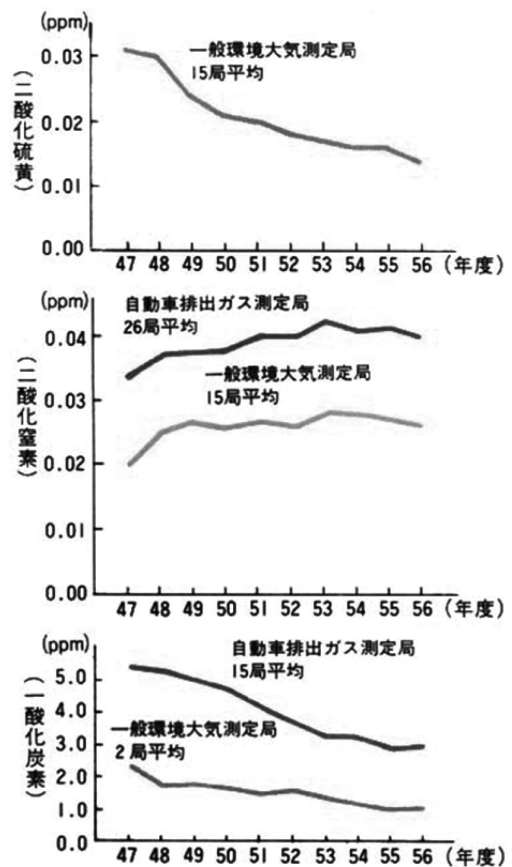 (ppm)
0.03
0.02
0.01
0.00
(二酸化硫黄)
一般環境大気測定局
15局平均
47 48 49 50 51 52 53 54 55 56 (年度)
(ppm)
0.04
0.03
0.02
0.00
(二酸化窒素)
自動車排出ガス測定局
26局平均
一般環境大気測定局
15局平均
47 48 49 50 51 52 53 54 55 56 (年度)
(ppm)
5.0
4.0
3.0
2.0
1.0
0.0
(一酸化炭素)
自動車排出ガス測定局
15局平均
一般環境大気測定局
2局平均
47 48 49 50 51 52 53 54 55 56 (年度)